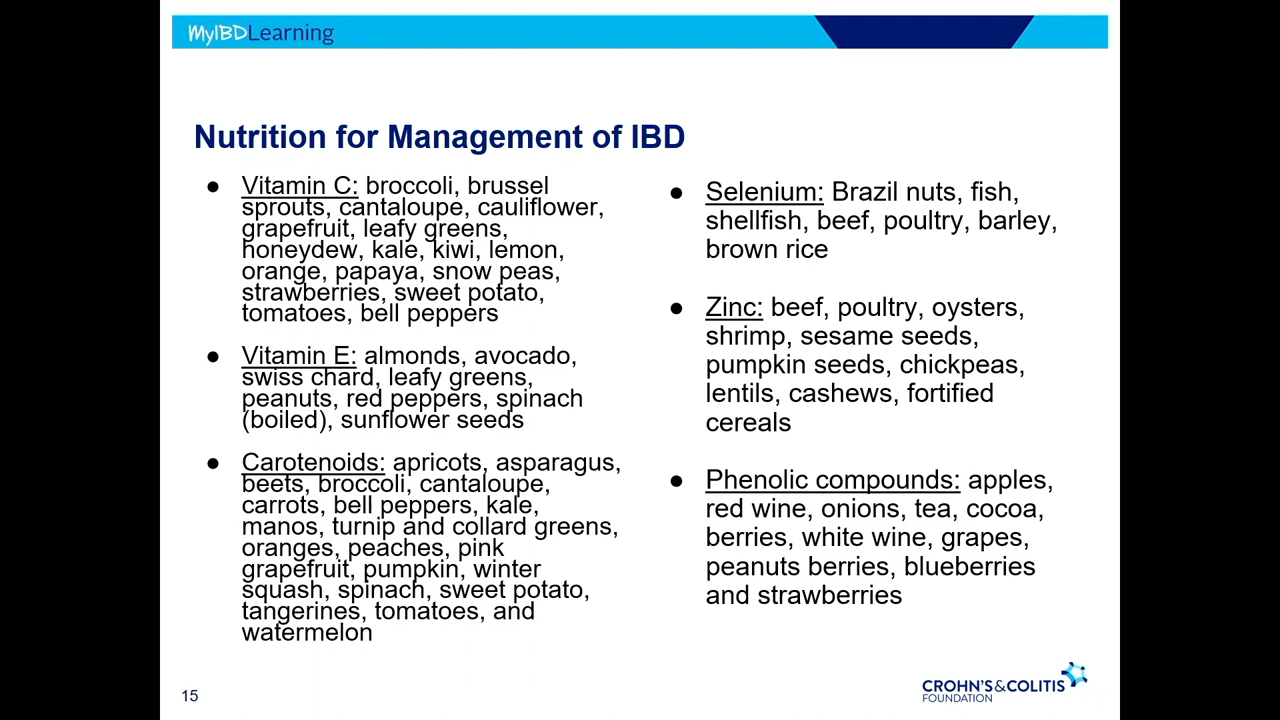 MyIBDLearning
Nutrition for Management of IBD
● Vitamin C: broccoli, brussel
sprouts, cantaloupe, cauliflower,
grapefruit, leafy greens,
honeydew, kale, kiwi, lemon,
orange, papaya, snow peas,
strawberries, sweet potato,
tomatoes, bell peppers
● Vitamin E: almonds, avocado,
swiss chard, leafy greens,
peanuts, red peppers, spinach
(boiled), sunflower seeds
● Carotenoids: apricots, asparagus,
beets, broccoli, cantaloupe,
carrots, bell peppers, kale,
manos, turnip and collard greens,
oranges, peaches, pink
grapefruit, pumpkin, winter
squash, spinach, sweet potato,
tangerines, tomatoes, and
watermelon
● Selenium: Brazil nuts, fish,
shellfish, beef, poultry, barley,
brown rice
● Zinc: beef, poultry, oysters,
shrimp, sesame seeds,
pumpkin seeds, chickpeas,
lentils, cashews, fortified
cereals
● Phenolic compounds: apples,
red wine, onions, tea, cocoa,
berries, white wine, grapes,
peanuts berries, blueberries
and strawberries
15
CROHN'S&COLITIS
FOUNDATION